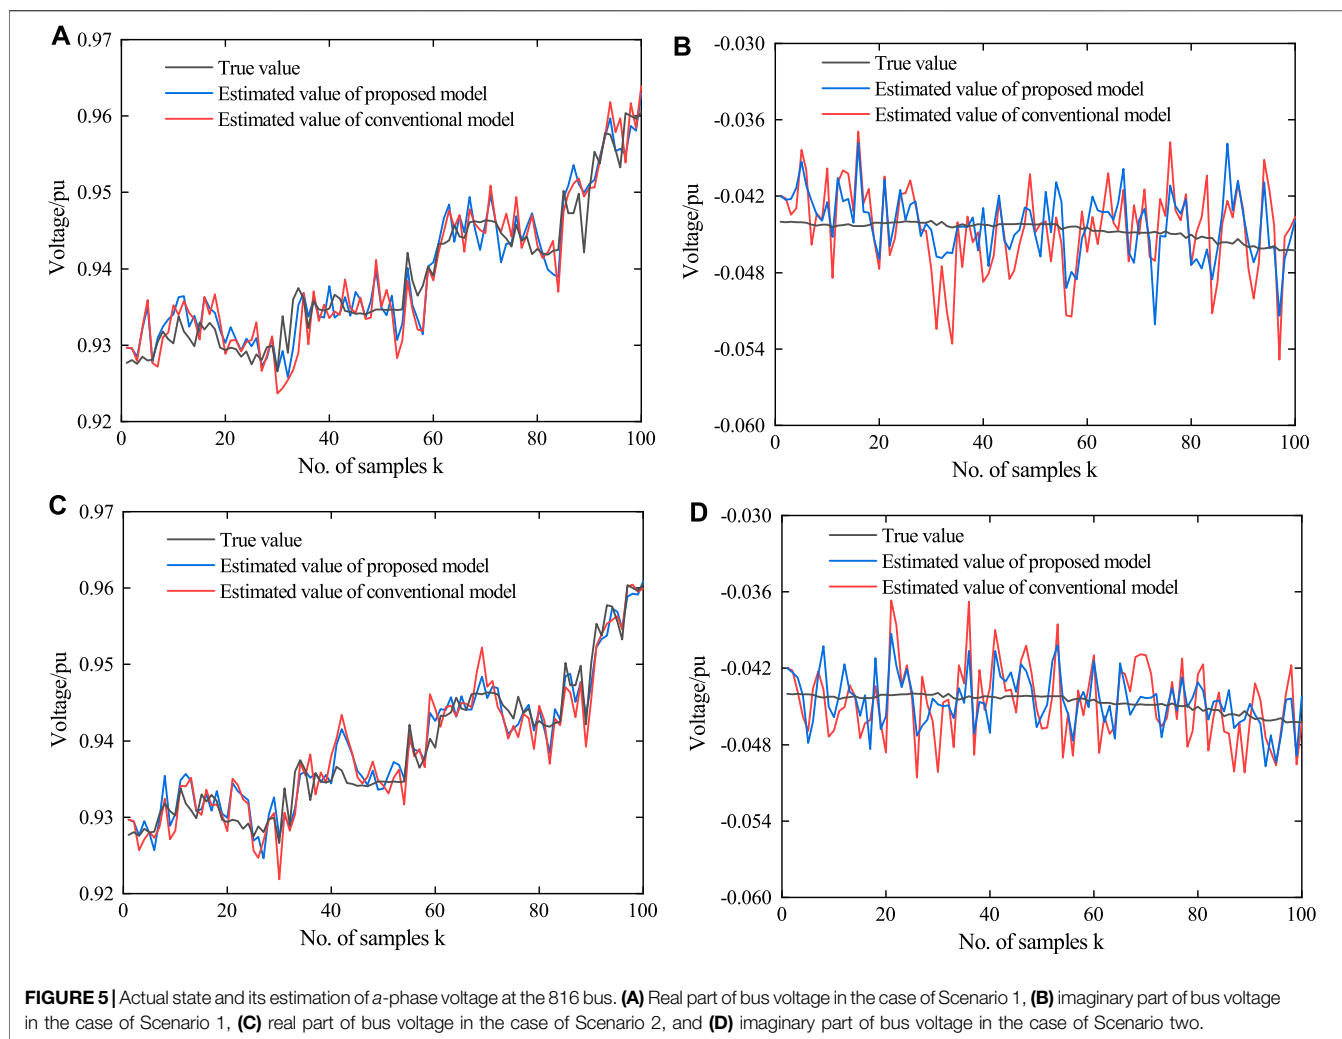 A
0.97
0.96
0.95
0.94
0.93
0.92
Voltage/pu
True value
Estimated value of proposed model
Estimated value of conventional model
0 20 40 60 80 100
No. of samples k
B
-0.030
-0.036
-0.042
-0.048
-0.054
-0.060
Voltage/pu
True value
Estimated value of proposed model
Estimated value of conventional model
0 20 40 60 80 100
No. of samples k
C
0.97
0.96
0.95
0.94
0.93
0.92
Voltage/pu
True value
Estimated value of proposed model
Estimated value of conventional model
0 20 40 60 80 100
No. of samples k
D
-0.030
-0.036
-0.042
-0.048
-0.054
-0.060
Voltage/pu
True value
Estimated value of proposed model
Estimated value of conventional model
0 20 40 60 80 100
No. of samples k
FIGURE 5 | Actual state and its estimation of a-phase voltage at the 816 bus. (A) Real part of bus voltage in the case of Scenario 1, (B) imaginary part of bus voltage
in the case of Scenario 1, (C) real part of bus voltage in the case of Scenario 2, and (D) imaginary part of bus voltage in the case of Scenario two.